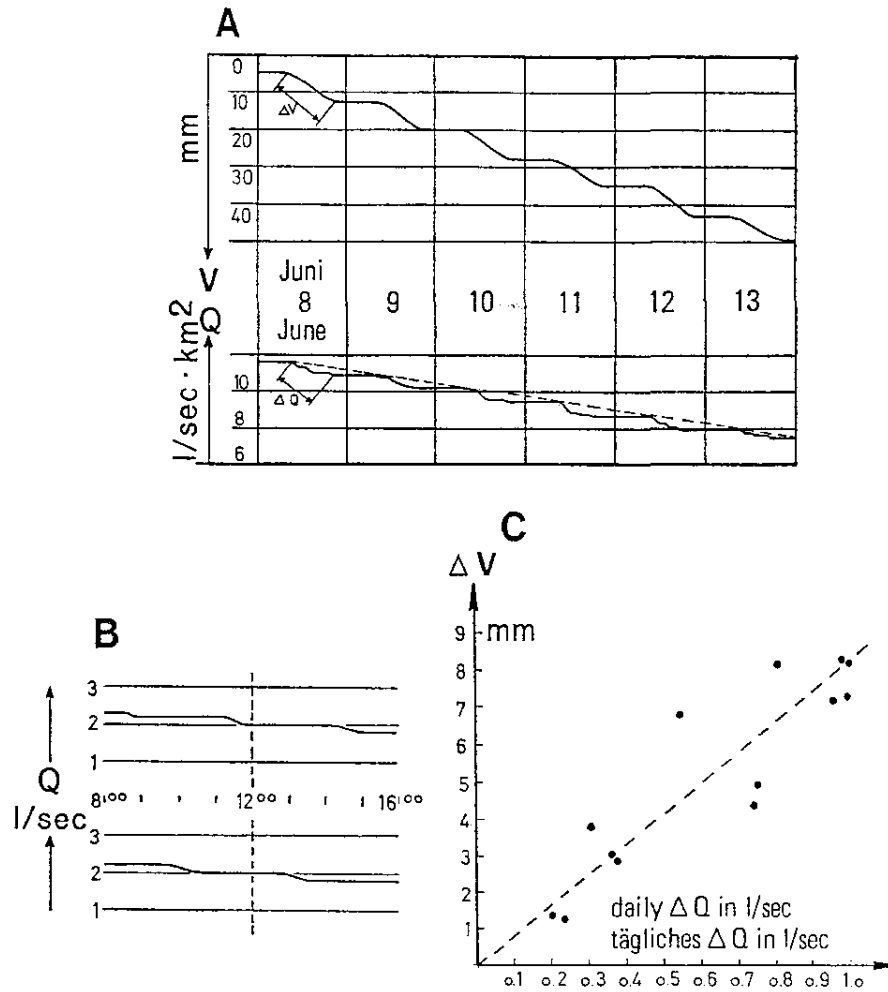 A
0
10
20
30
40
mm
V
ΔV
Juni
8 9 10 11 12 13
June
Q
l/sec·km²
10
8
6
ΔQ
B
3
2
1
8⁰⁰ 12⁰⁰ 16⁰⁰
Q
l/sec
3
2
1
C
ΔV
mm
9
8
7
6
5
4
3
2
1
daily ΔQ in l/sec
tägliches ΔQ in l/sec
0.1 0.2 0.3 0.4 0.5 0.6 0.7 0.8 0.9 1.0